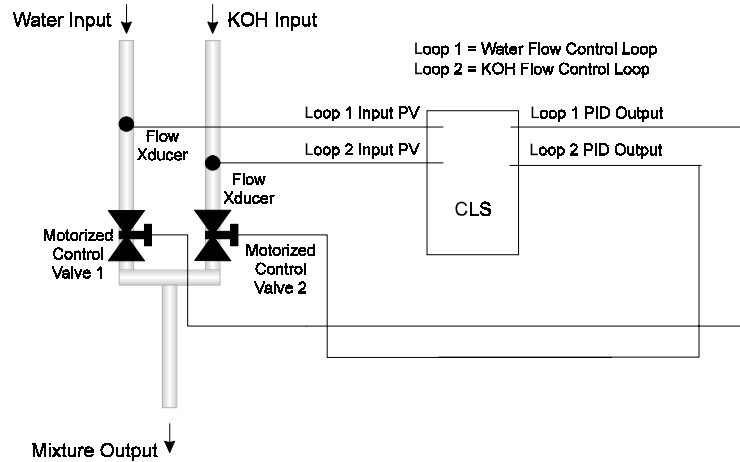 Water Input
KOH Input
Loop 1 = Water Flow Control Loop
Loop 2 = KOH Flow Control Loop
Loop 1 Input PV
Loop 1 PID Output
Flow
Xducer
Loop 2 Input PV
Loop 2 PID Output
Flow
Xducer
CLS
Motorized
Control
Valve 1
Motorized
Control
Valve 2
Mixture Output